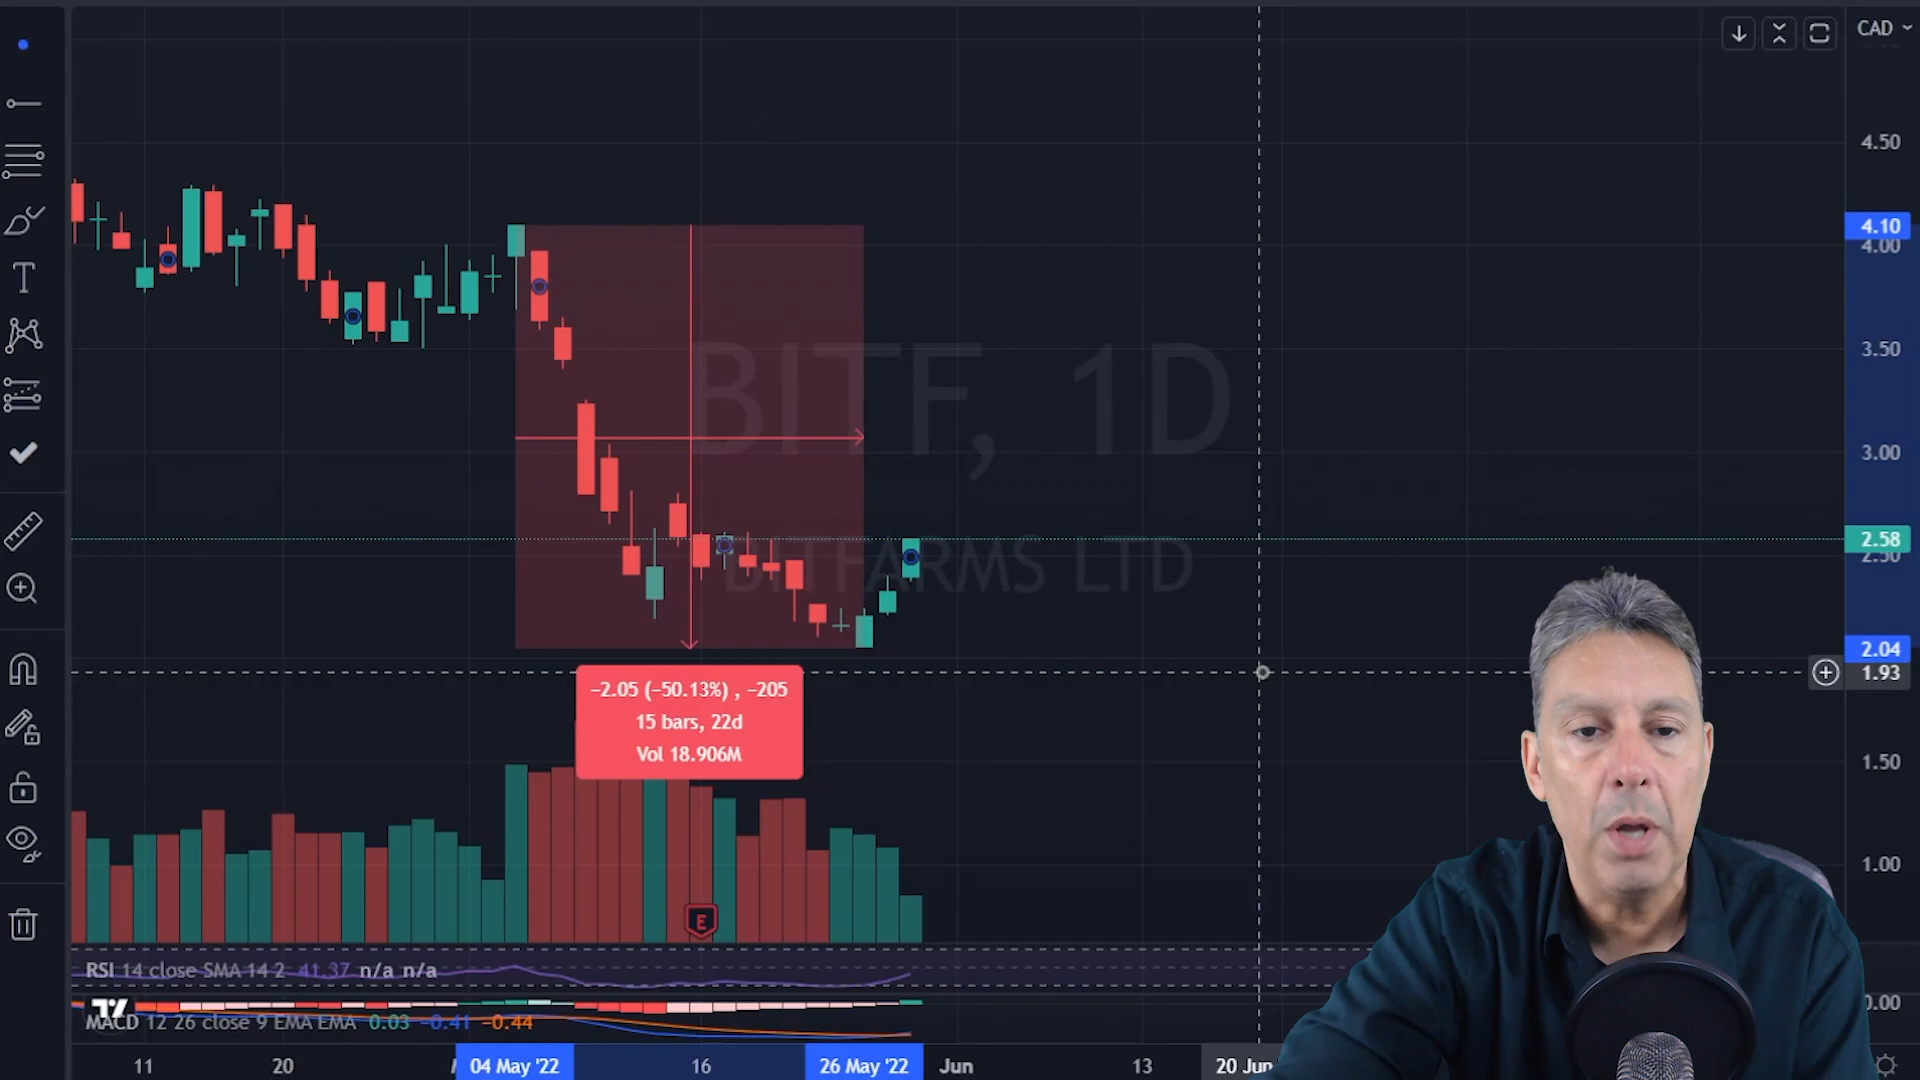 CAD
4.50
4.10
4.00
3.50
BITF, 1D
3.00
2.58
2.50
BITFARMS LTD
2.04
1.93
−2.05 (−50.13%) , −205
15 bars, 22d
Vol 18.906M
1.50
1.00
E
RSI 14 close SMA 14 2 41.37 n/a n/a
0.00
MACD 12 26 close 9 EMA EMA 0.03 −0.41 −0.44
11 20 04 May '22 16 26 May '22 Jun 13 20 Jun
T